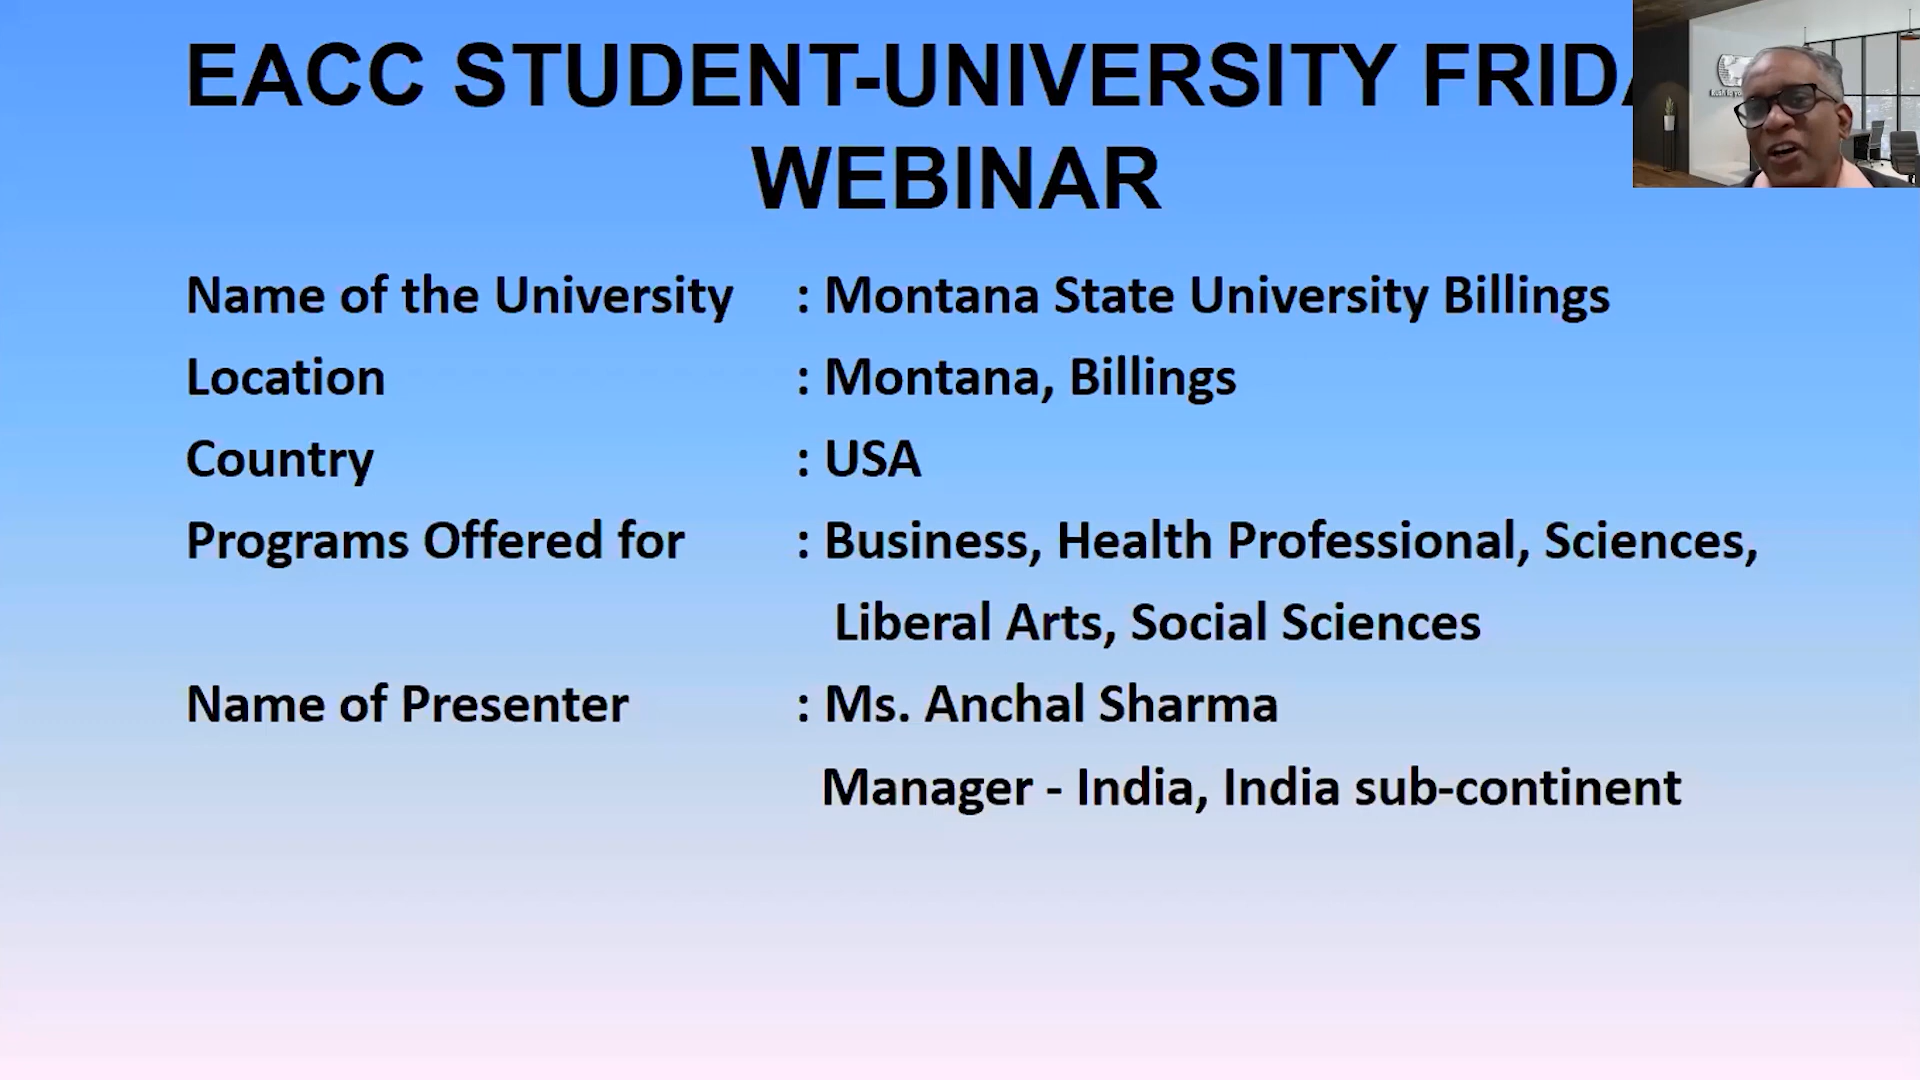 EACC STUDENT-UNIVERSITY
WEBINAR
Name of the University : Montana State University Billings
Location : Montana, Billings
Country : USA
Programs Offered for : Business, Health Professional, Sciences,
Liberal Arts, Social Sciences
Name of Presenter : Ms. Anchal Sharma
Manager - India, India sub-continent